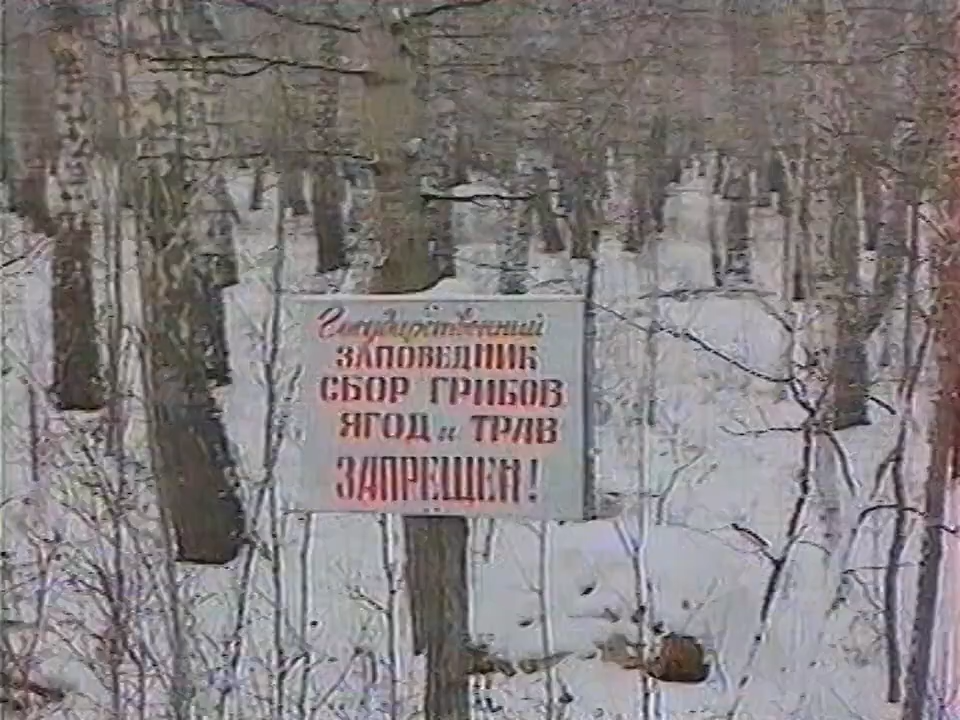 Государственный
ЗАПОВЕДНИК
СБОР ГРИБОВ
ЯГОД и ТРАВ
ЗАПРЕЩЕН!